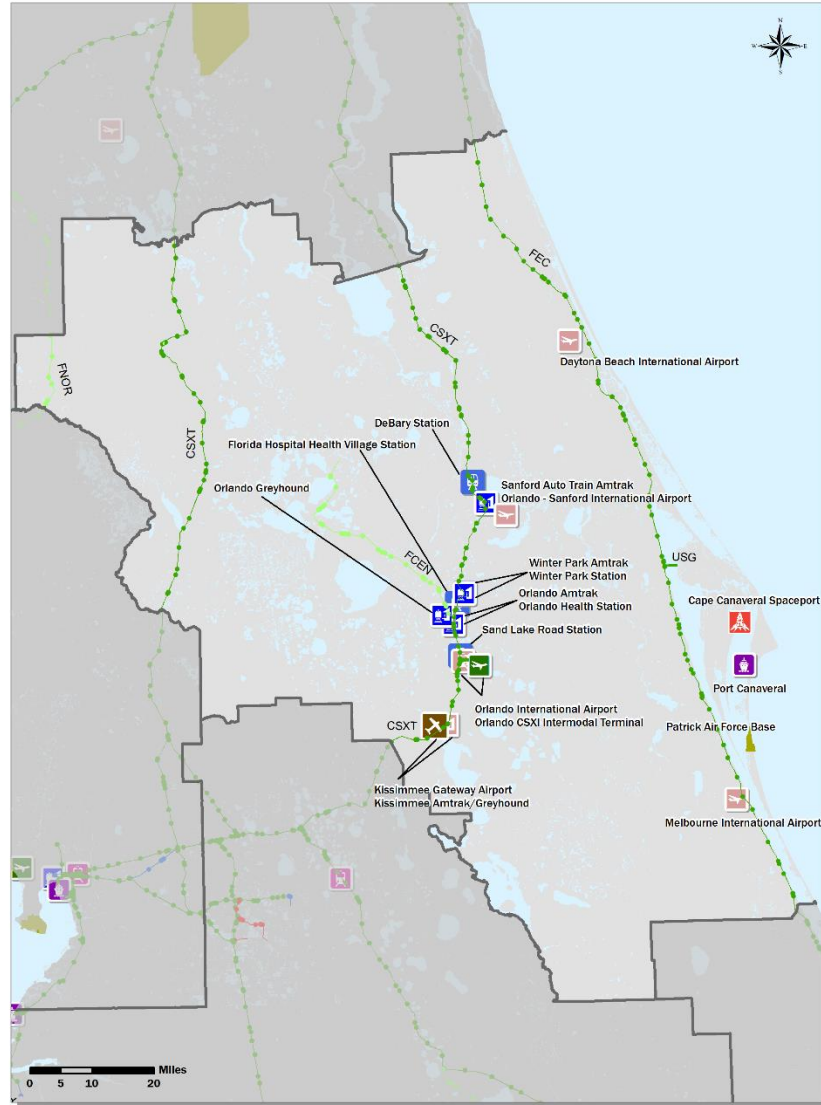 N
W
E
S
FEC
CSXT
Daytona Beach International Airport
FNOR
CSXT
DeBary Station
Florida Hospital Health Village Station
Orlando Greyhound
Sanford Auto Train Amtrak
Orlando - Sanford International Airport
FCEN
Winter Park Amtrak
Winter Park Station
USG
Orlando Amtrak
Orlando Health Station
Cape Canaveral Spaceport
Sand Lake Road Station
Port Canaveral
Orlando International Airport
Orlando CSXI Intermodal Terminal
CSXT
Patrick Air Force Base
Kissimmee Gateway Airport
Kissimmee Amtrak/Greyhound
Melbourne International Airport
Miles
0 5 10 20